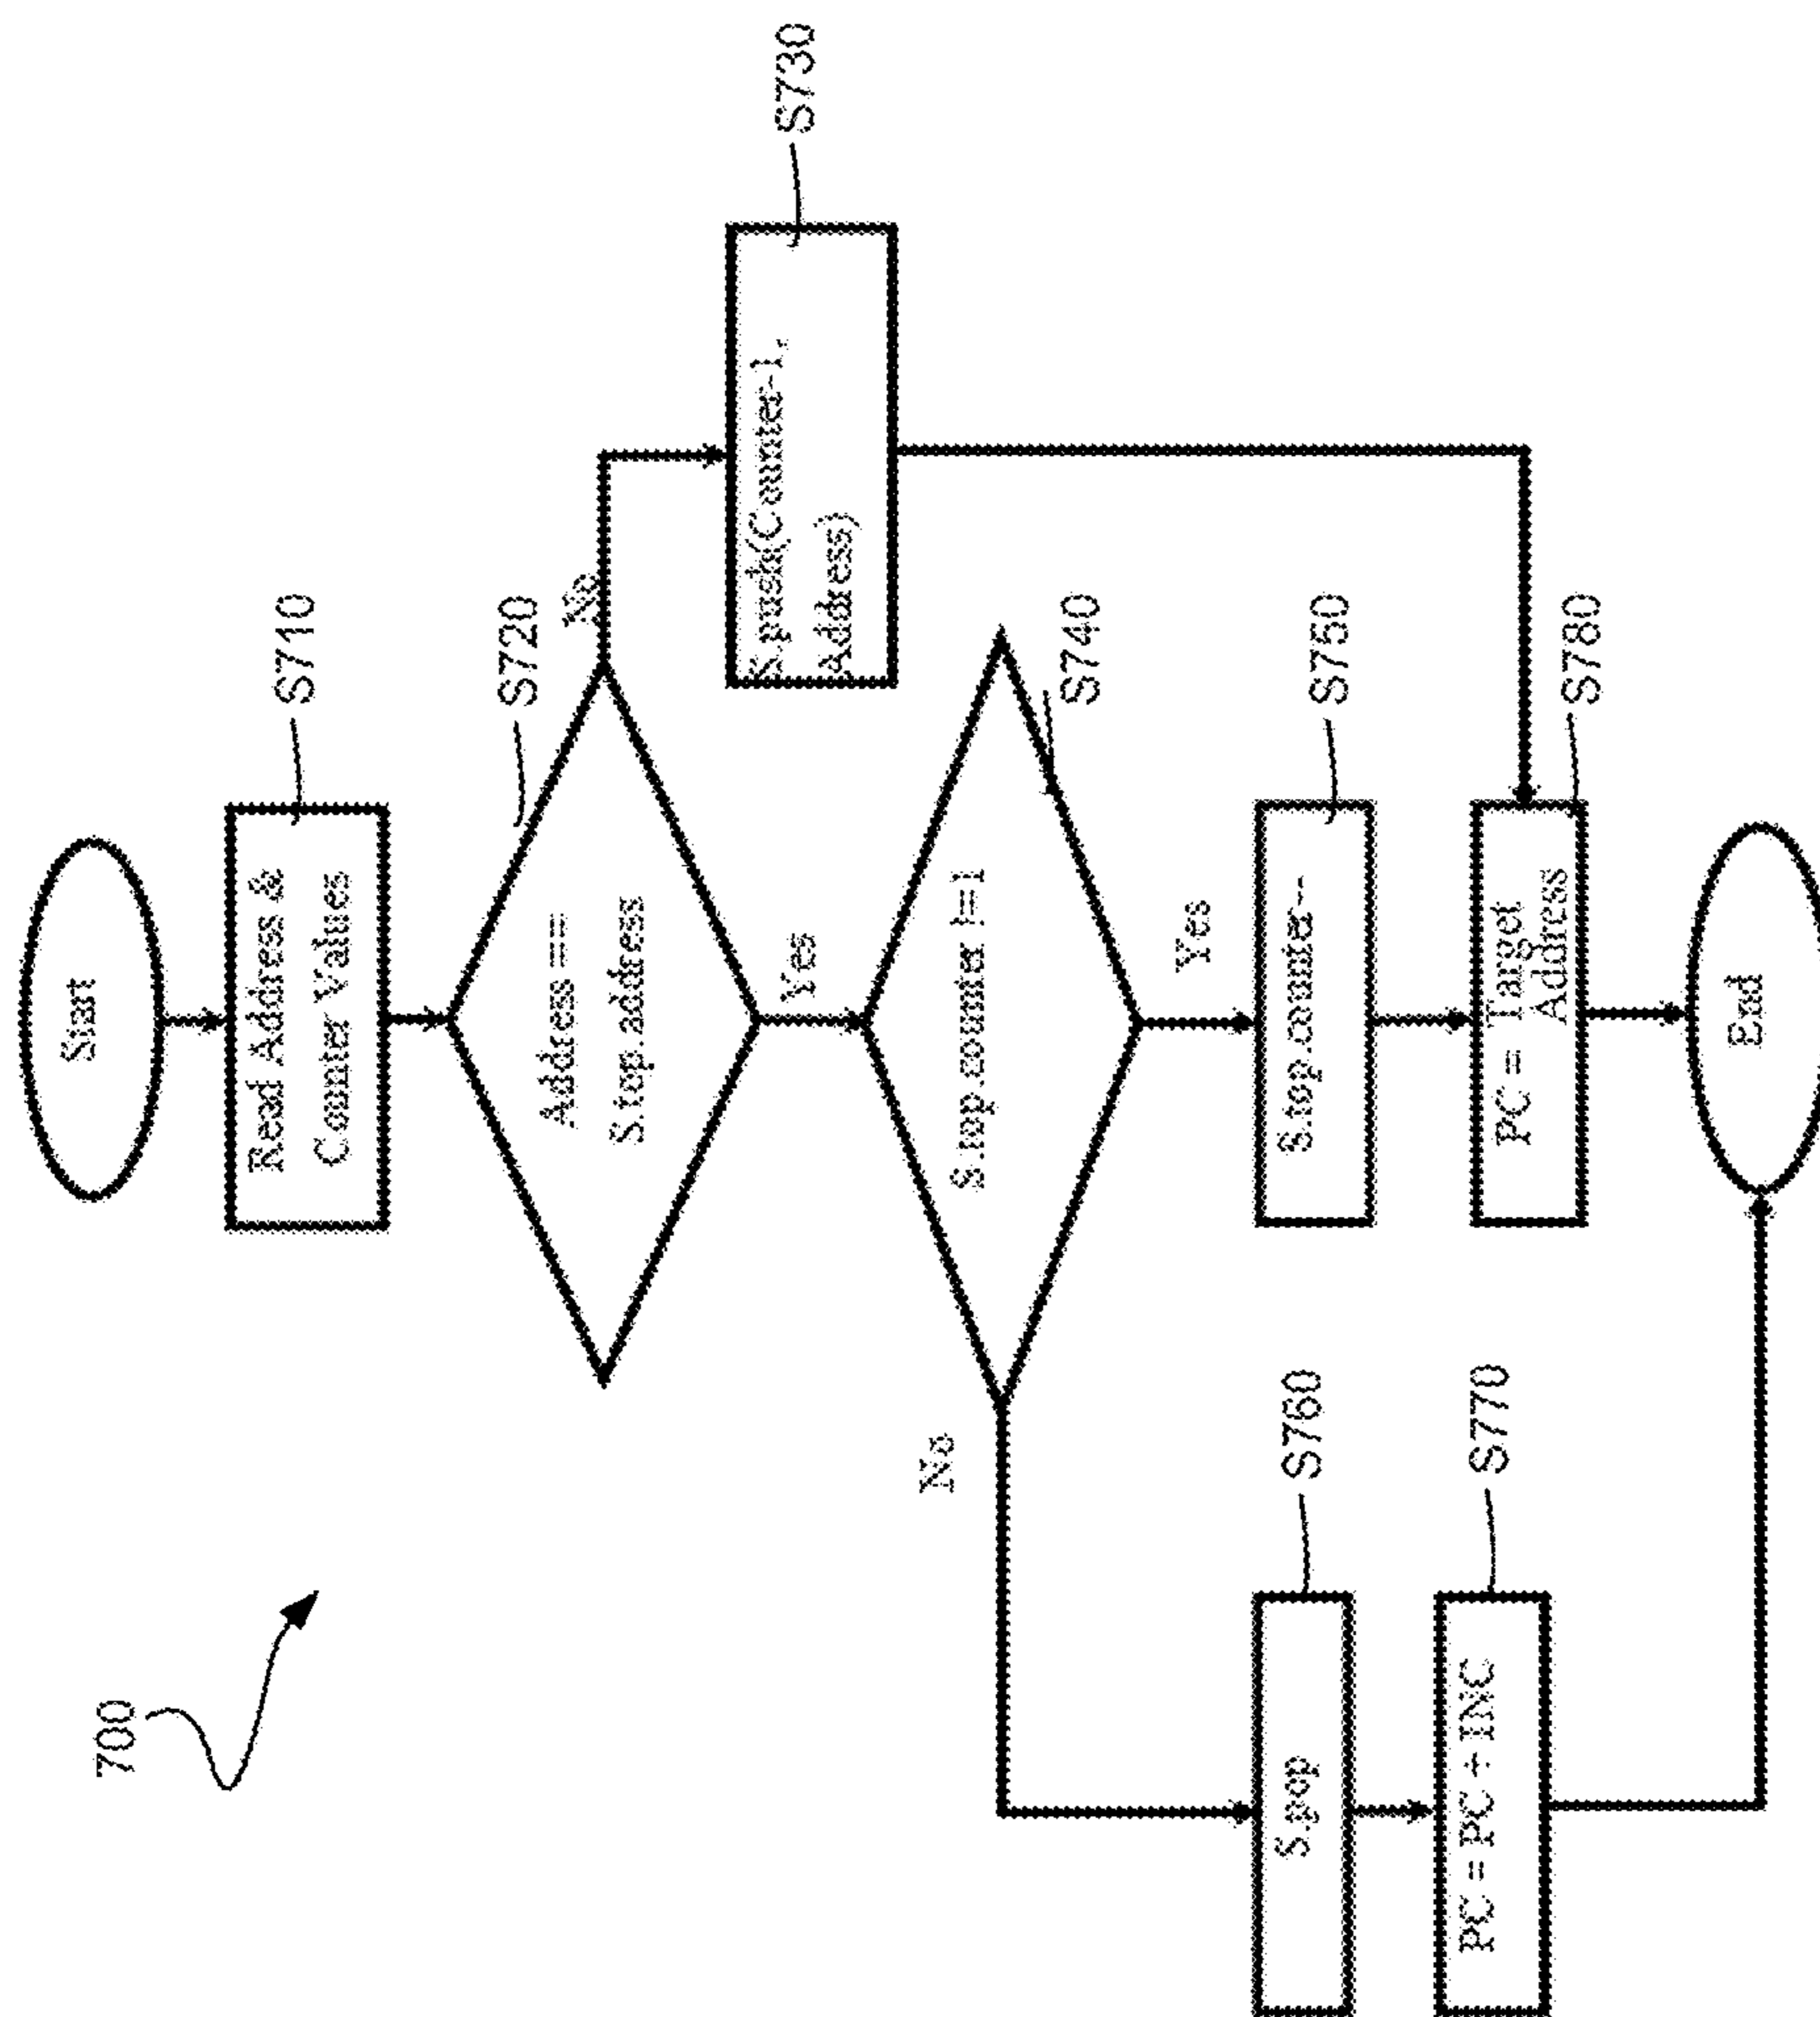 700
Start
Read Address &
Counter Values
S710
Address ==
S.top.address
S720
No
S.push(Counter-1,
Address)
S730
Yes
S.top.counter !=1
S740
No
Yes
S.top.counter--
S750
S.pop
S760
PC = PC + INC
S770
PC = Target
Address
S780
End